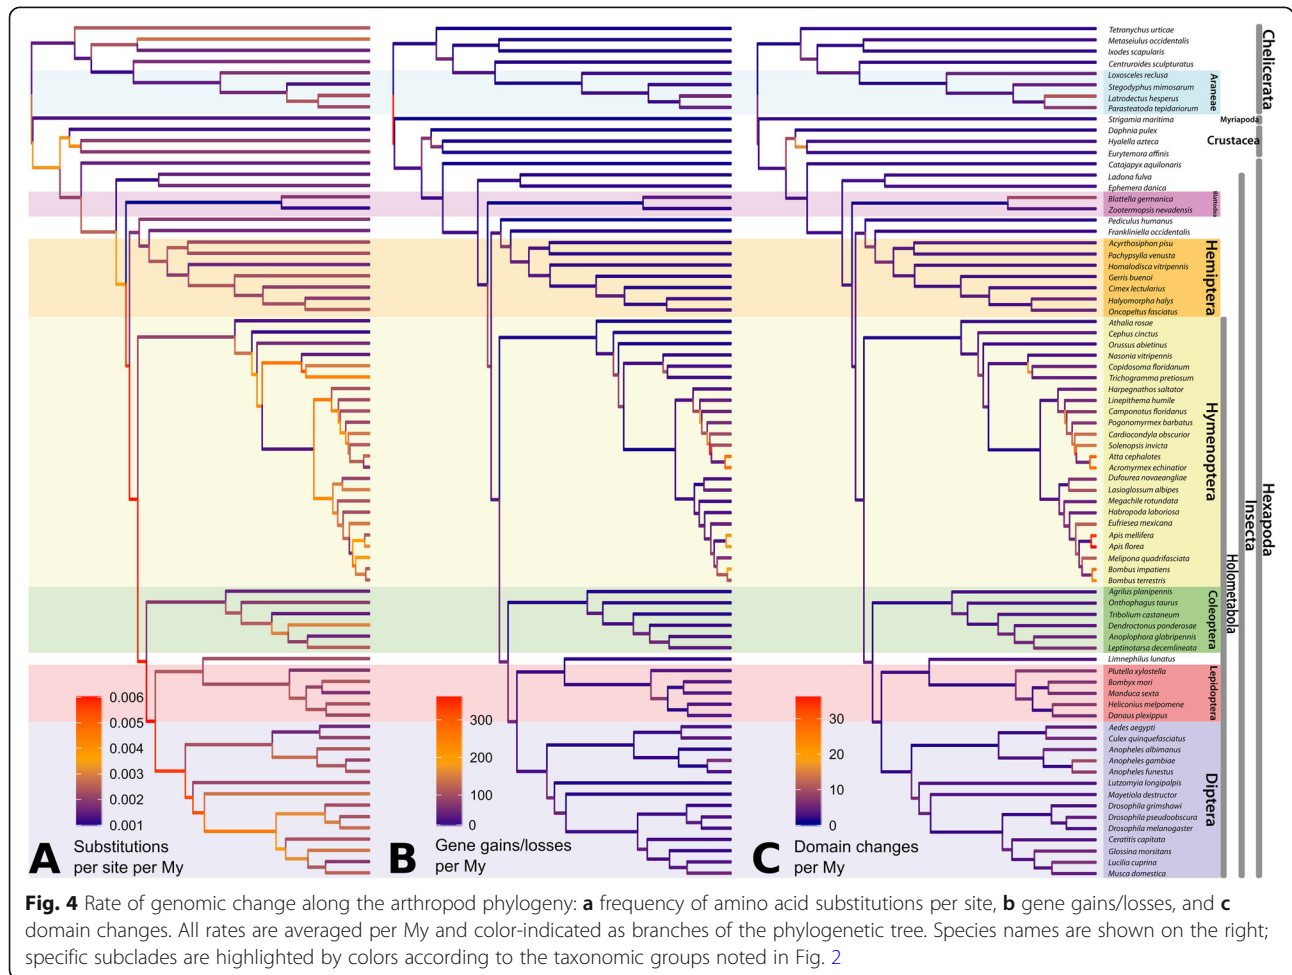 Tetranychus urticae
Metaseiulus occidentalis
Ixodes scapularis
Centruroides sculpturatus
Loxosceles reclusa
Stegodyphus mimosarum
Latrodectus hesperus
Parasteatoda tepidariorum
Strigamia maritima
Daphnia pulex
Hyalella azteca
Eurytemora affinis
Catajapyx aquilonaris
Ladona fulva
Ephemera danica
Blattella germanica
Zootermopsis nevadensis
Pediculus humanus
Frankliniella occidentalis
Acyrthosiphon pisu
Pachypsylla venusta
Homalodisca vitripennis
Gerris buenoi
Cimex lectularius
Halyomorpha halys
Oncopeltus fasciatus
Athalia rosae
Cephus cinctus
Orussus abietinus
Nasonia vitripennis
Copidosoma floridanum
Trichogramma pretiosum
Harpegnathos saltator
Linepithema humile
Camponotus floridanus
Pogonomyrmex barbatus
Cardiocondyla obscurior
Solenopsis invicta
Atta cephalotes
Acromyrmex echinatior
Dufourea novaeangliae
Lasioglossum albipes
Megachile rotundata
Habropoda laboriosa
Eufriesea mexicana
Apis mellifera
Apis florea
Melipona quadrifasciata
Bombus impatiens
Bombus terrestris
Agrilus planipennis
Onthophagus taurus
Tribolium castaneum
Dendroctonus ponderosae
Anoplophora glabripennis
Leptinotarsa decemlineata
Limnephilus lunatus
Plutella xylostella
Bombyx mori
Manduca sexta
Heliconius melpomene
Danaus plexippus
Aedes aegypti
Culex quinquefasciatus
Anopheles albimanus
Anopheles gambiae
Anopheles funestus
Lutzomyia longipalpis
Mayetiola destructor
Drosophila grimshawi
Drosophila pseudoobscura
Drosophila melanogaster
Ceratitis capitata
Glossina morsitans
Lucilia cuprina
Musca domestica
Araneae
Chelicerata
Myriapoda
Crustacea
Blattodea
Hemiptera
Hymenoptera
Coleoptera
Lepidoptera
Diptera
Holometabola
Insecta
Hexapoda
0.006
0.005
0.004
0.003
0.002
0.001
A
Substitutions
per site per My
300
200
100
0
B
Gene gains/losses
per My
30
20
10
0
C
Domain changes
per My
Fig. 4 Rate of genomic change along the arthropod phylogeny: a frequency of amino acid substitutions per site, b gene gains/losses, and c
domain changes. All rates are averaged per My and color-indicated as branches of the phylogenetic tree. Species names are shown on the right;
specific subclades are highlighted by colors according to the taxonomic groups noted in Fig. 2